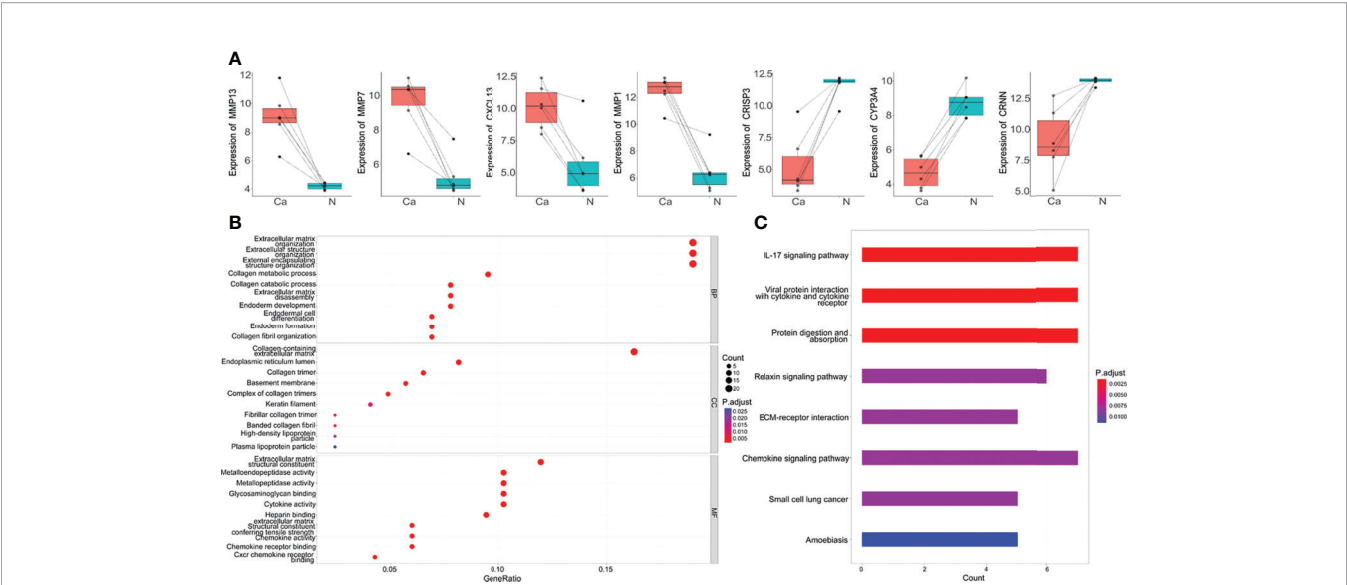 A
Expression of MMP13
12
10
8
6
4
Ca
N
Expression of MMP7
10
8
6
Ca
N
Expression of CXCL13
12.5
10.0
7.5
5.0
Ca
N
Expression of MMP1
12
10
8
6
Ca
N
Expression of CRISP3
12.5
10.0
7.5
5.0
Ca
N
Expression of CYP3A4
10
8
6
4
Ca
N
Expression of CRNN
12.5
10.0
7.5
5.0
Ca
N
B
Extracellular matrix
organization
Extracellular structure
organization
External encapsulating
structure organization
Collagen metabolic process
Collagen catabolic process
Extracellular matrix
disassembly
Endoderm development
Endodermal cell
differentiation
Endoderm formation
Collagen fibril organization
BP
Collagen-containing
extracellular matrix
Endoplasmic reticulum lumen
Collagen trimer
Basement membrane
Complex of collagen trimers
Keratin filament
Fibrillar collagen trimer
Banded collagen fibril
High-density lipoprotein
particle
Plasma lipoprotein particle
CC
Extracellular matrix
structural constituent
Metalloendopeptidase activity
Metallopeptidase activity
Glycosaminoglycan binding
Cytokine activity
Heparin binding
extracellular matrix
Structural constituent
conferring tensile strength
Chemokine activity
Chemokine receptor binding
Cxcr chemokine receptor
binding
MF
0.05
0.10
0.15
GeneRatio
Count
5
10
15
20
P.adjust
0.025
0.020
0.015
0.010
0.005
C
IL-17 signaling pathway
Viral protein interaction
wih cytokine and cytokine
receptor
Protein digestion and
absorption
Relaxin signaling pathway
ECM-receptor interaction
Chemokine signaling pathway
Small cell lung cancer
Amoebiasis
0
2
4
6
Count
P.adjust
0.0025
0.0050
0.0075
0.0100